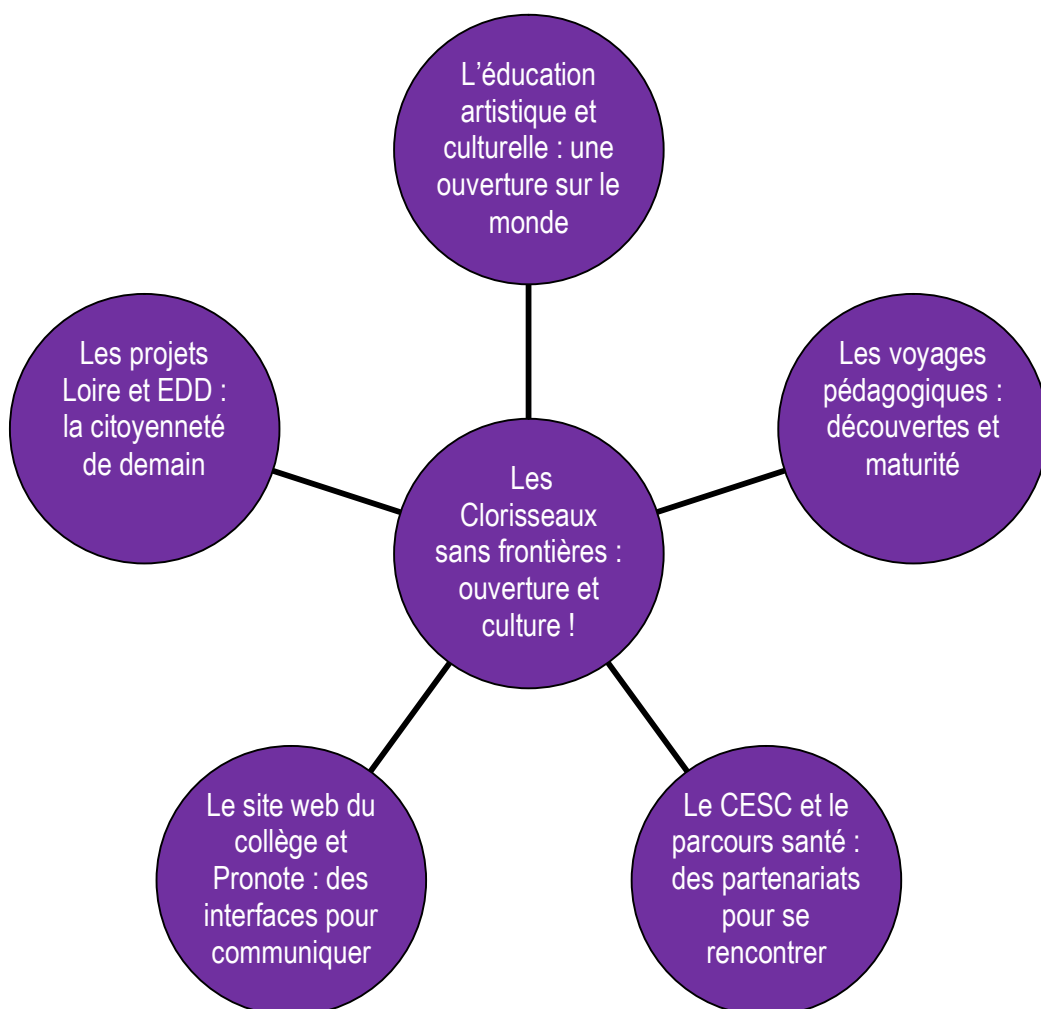 L'éducation
artistique et
culturelle : une
ouverture sur le
monde
Les projets
Loire et EDD :
la citoyenneté
de demain
Les voyages
pédagogiques :
découvertes et
maturité
Les
Clorisseaux
sans frontières :
ouverture et
culture !
Le site web du
collège et
Pronote : des
interfaces pour
communiquer
Le CESC et le
parcours santé :
des partenariats
pour se
rencontrer